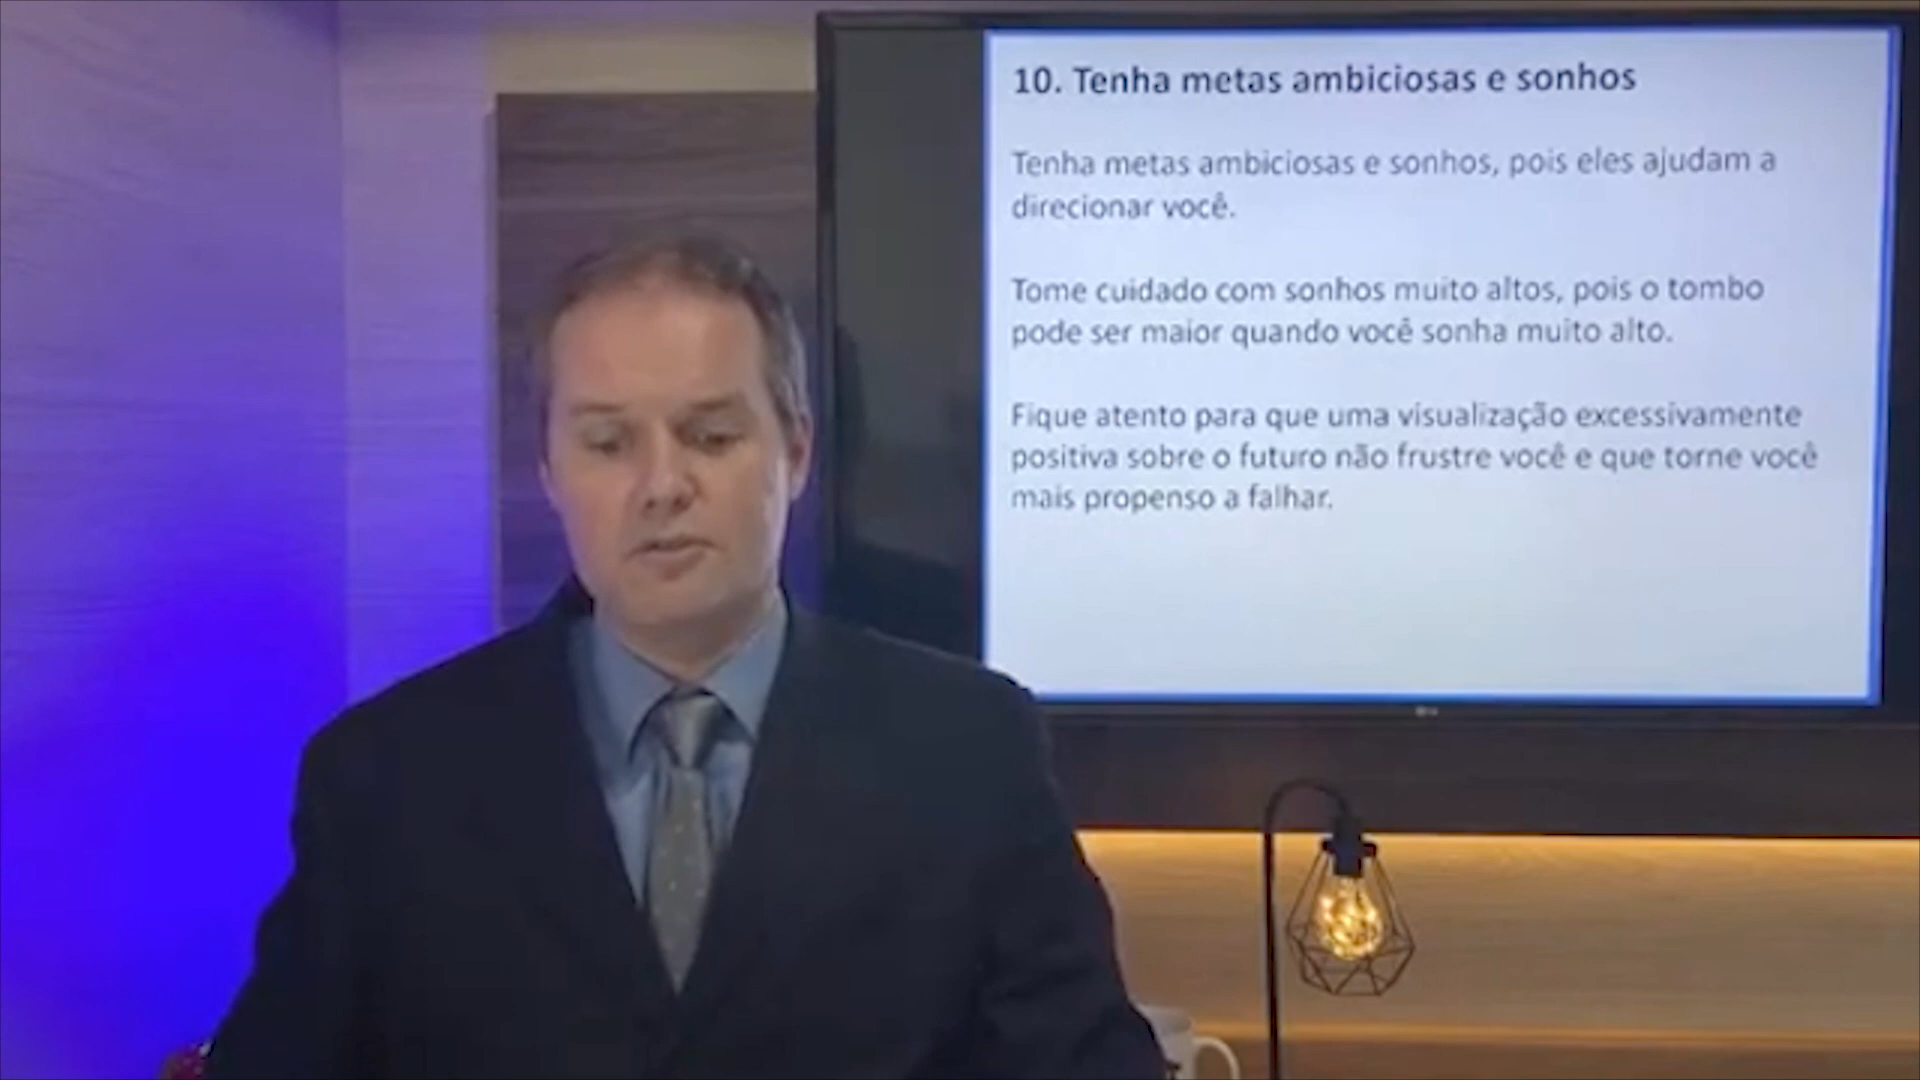 10. Tenha metas ambiciosas e sonhos
Tenha metas ambiciosas e sonhos, pois eles ajudam a
direcionar você.
Tome cuidado com sonhos muito altos, pois o tombo
pode ser maior quando você sonha muito alto.
Fique atento para que uma visualização excessivamente
positiva sobre o futuro não frustre você e que torne você
mais propenso a falhar.